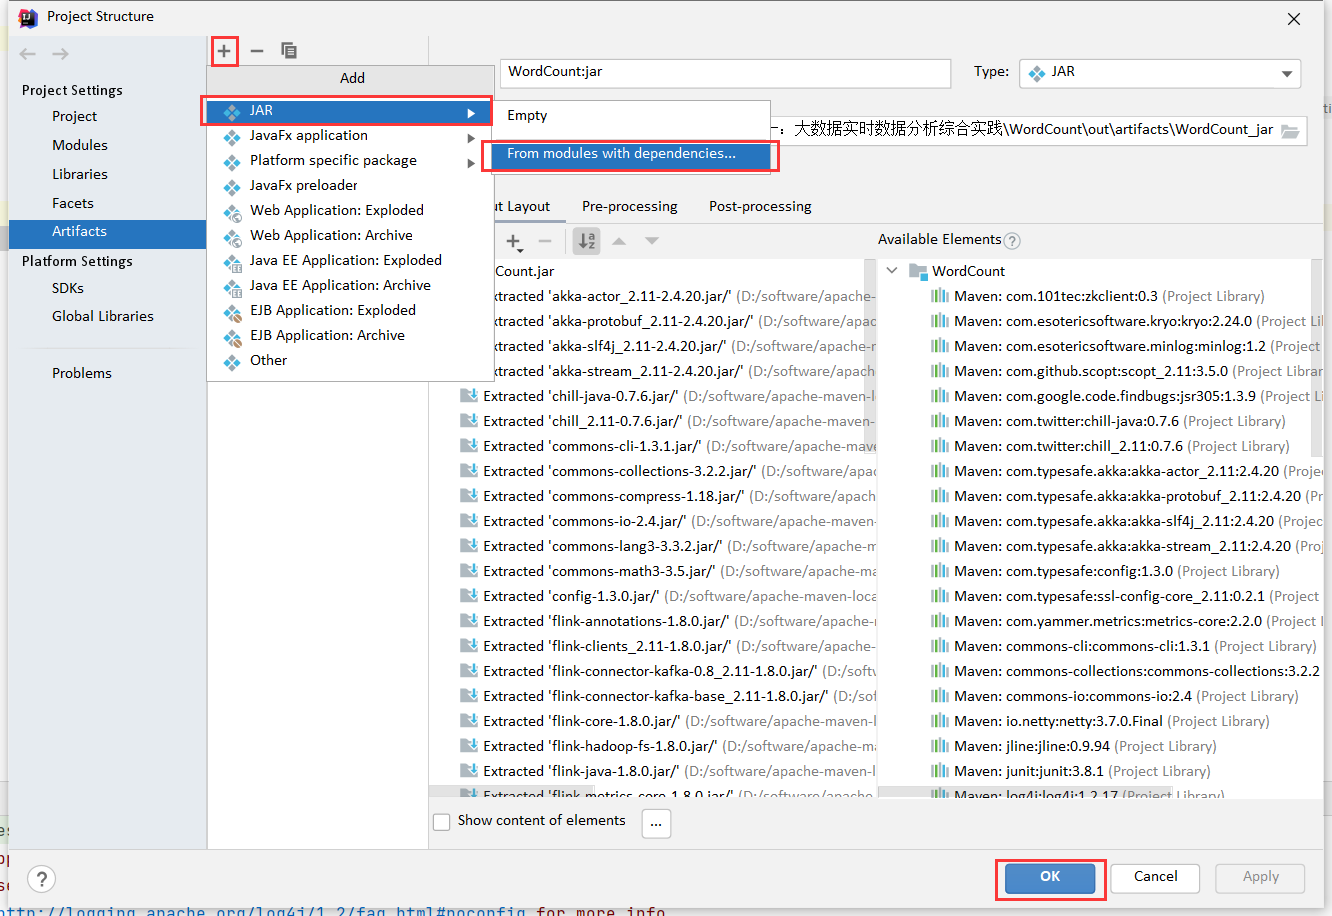 Project Structure
Project Settings
Project
Modules
Libraries
Facets
Artifacts
Platform Settings
SDKs
Global Libraries
Problems
Add
JAR
JavaFx application
Platform specific package
JavaFx preloader
Web Application: Exploded
Web Application: Archive
Java EE Application: Exploded
Java EE Application: Archive
EJB Application: Exploded
EJB Application: Archive
Other
Empty
From modules with dependencies...
WordCount:jar
Type:
JAR
：大数据实时数据分析综合实践\WordCount\out\artifacts\WordCount_jar
ut Layout
Pre-processing
Post-processing
Available Elements
?
Count.jar
xtracted 'akka-actor_2.11-2.4.20.jar/' (D:/software/apache-
xtracted 'akka-protobuf_2.11-2.4.20.jar/' (D:/software/apac
xtracted 'akka-slf4j_2.11-2.4.20.jar/' (D:/software/apache-
xtracted 'akka-stream_2.11-2.4.20.jar/' (D:/software/apach
Extracted 'chill-java-0.7.6.jar/' (D:/software/apache-maven-l
Extracted 'chill_2.11-0.7.6.jar/' (D:/software/apache-maven-
Extracted 'commons-cli-1.3.1.jar/' (D:/software/apache-mave
Extracted 'commons-collections-3.2.2.jar/' (D:/software/apac
Extracted 'commons-compress-1.18.jar/' (D:/software/apach
Extracted 'commons-io-2.4.jar/' (D:/software/apache-maven-
Extracted 'commons-lang3-3.3.2.jar/' (D:/software/apache-m
Extracted 'commons-math3-3.5.jar/' (D:/software/apache-ma
Extracted 'config-1.3.0.jar/' (D:/software/apache-maven-loca
Extracted 'flink-annotations-1.8.0.jar/' (D:/software/apache-
Extracted 'flink-clients_2.11-1.8.0.jar/' (D:/software/apache-
Extracted 'flink-connector-kafka-0.8_2.11-1.8.0.jar/' (D:/softw
Extracted 'flink-connector-kafka-base_2.11-1.8.0.jar/' (D:/sof
Extracted 'flink-core-1.8.0.jar/' (D:/software/apache-maven-l
Extracted 'flink-hadoop-fs-1.8.0.jar/' (D:/software/apache-ma
Extracted 'flink-java-1.8.0.jar/' (D:/software/apache-maven-l
Extracted 'flink-metrics-core-1.8.0.jar/' (D:/software/apache
WordCount
Maven: com.101tec:zkclient:0.3 (Project Library)
Maven: com.esotericsoftware.kryo:kryo:2.24.0 (Project Li
Maven: com.esotericsoftware.minlog:minlog:1.2 (Project
Maven: com.github.scopt:scopt_2.11:3.5.0 (Project Librar
Maven: com.google.code.findbugs:jsr305:1.3.9 (Project L
Maven: com.twitter:chill-java:0.7.6 (Project Library)
Maven: com.twitter:chill_2.11:0.7.6 (Project Library)
Maven: com.typesafe.akka:akka-actor_2.11:2.4.20 (Projec
Maven: com.typesafe.akka:akka-protobuf_2.11:2.4.20 (P
Maven: com.typesafe.akka:akka-slf4j_2.11:2.4.20 (Projec
Maven: com.typesafe.akka:akka-stream_2.11:2.4.20 (Proj
Maven: com.typesafe:config:1.3.0 (Project Library)
Maven: com.typesafe:ssl-config-core_2.11:0.2.1 (Project
Maven: com.yammer.metrics:metrics-core:2.2.0 (Project L
Maven: commons-cli:commons-cli:1.3.1 (Project Library)
Maven: commons-collections:commons-collections:3.2.2
Maven: commons-io:commons-io:2.4 (Project Library)
Maven: io.netty:netty:3.7.0.Final (Project Library)
Maven: jline:jline:0.9.94 (Project Library)
Maven: junit:junit:3.8.1 (Project Library)
Maven: log4j:log4j:1.2.17 (Project Library)
Show content of elements
...
?
OK
Cancel
Apply
http://logging.apache.org/log4j/1.2/faq.html#noconfig for more info